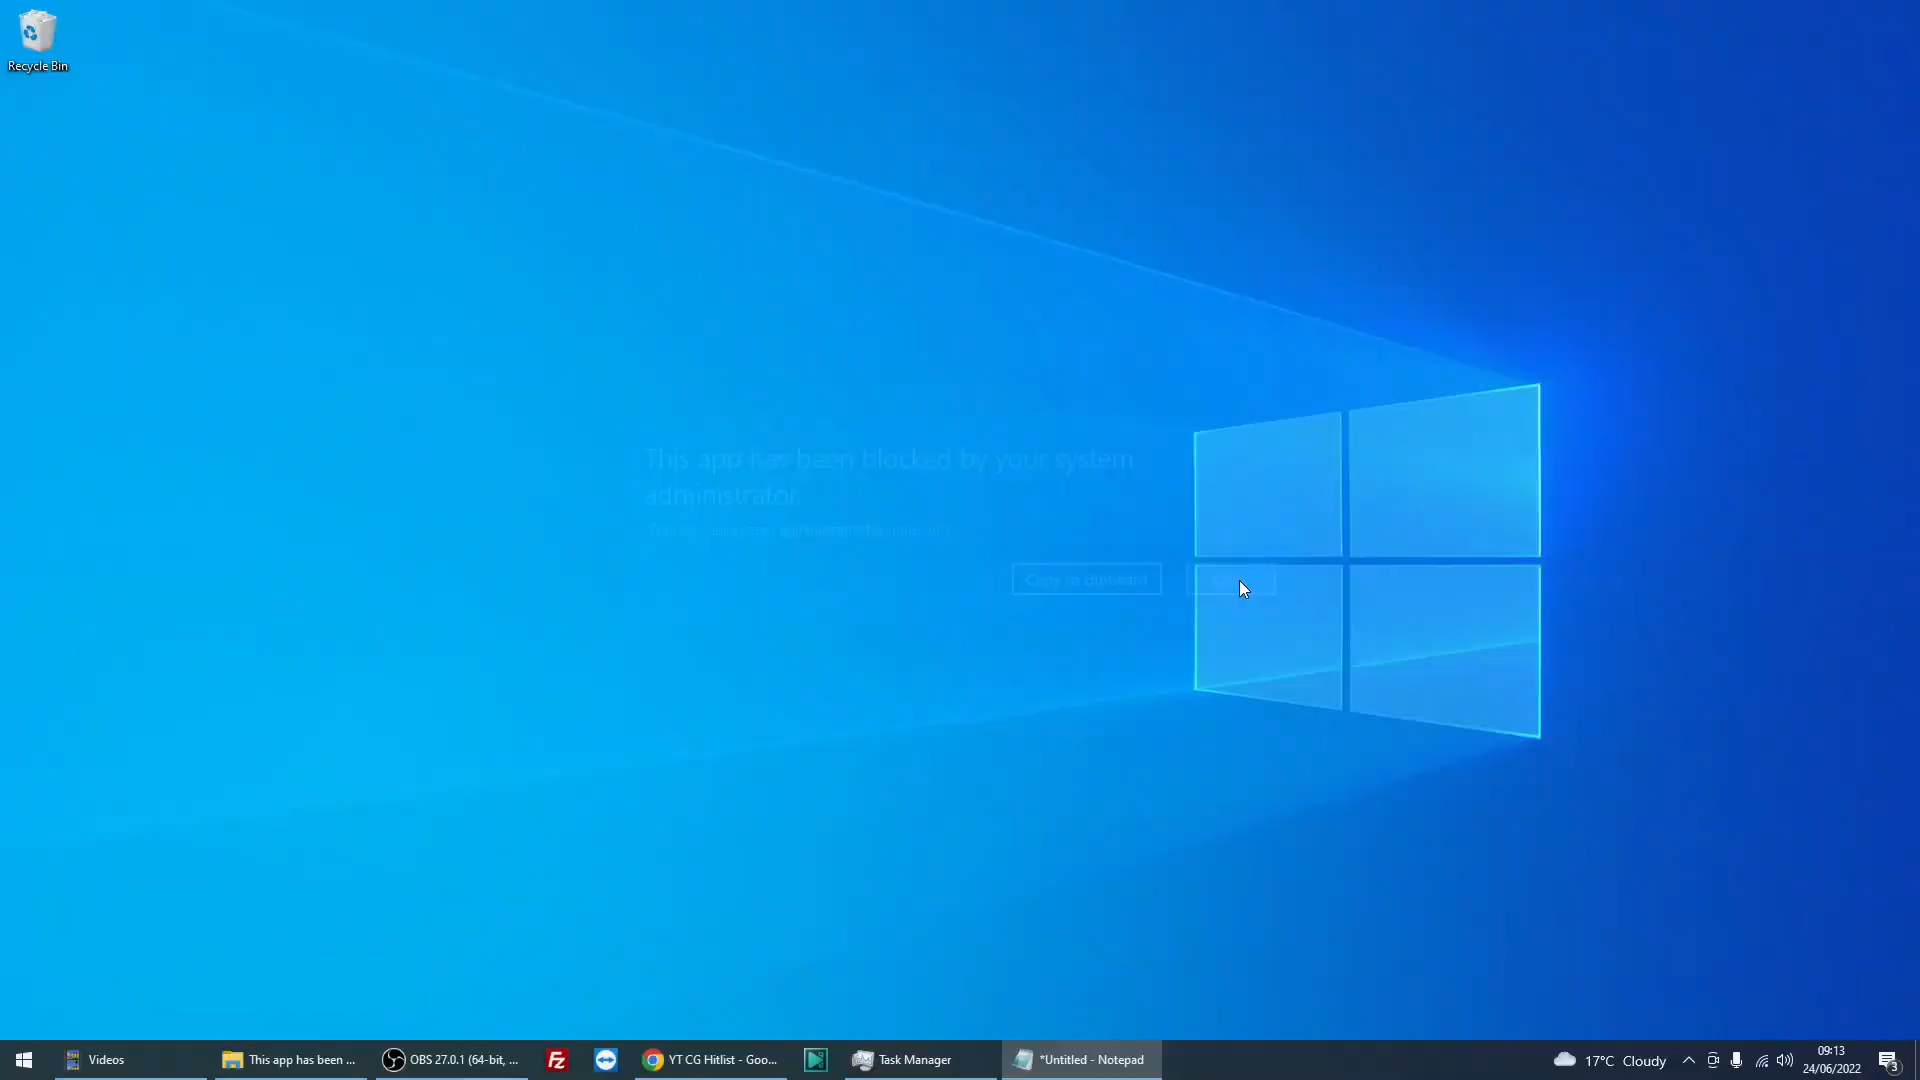 Recycle Bin
This app has been blocked by your system
administrator.
Copy to clipboard
Videos
This app has been ...
OBS 27.0.1 (64-bit, ...
FZ
YT CG Hitlist - Goo...
Task Manager
*Untitled - Notepad
17°C Cloudy
09:13
24/06/2022
3